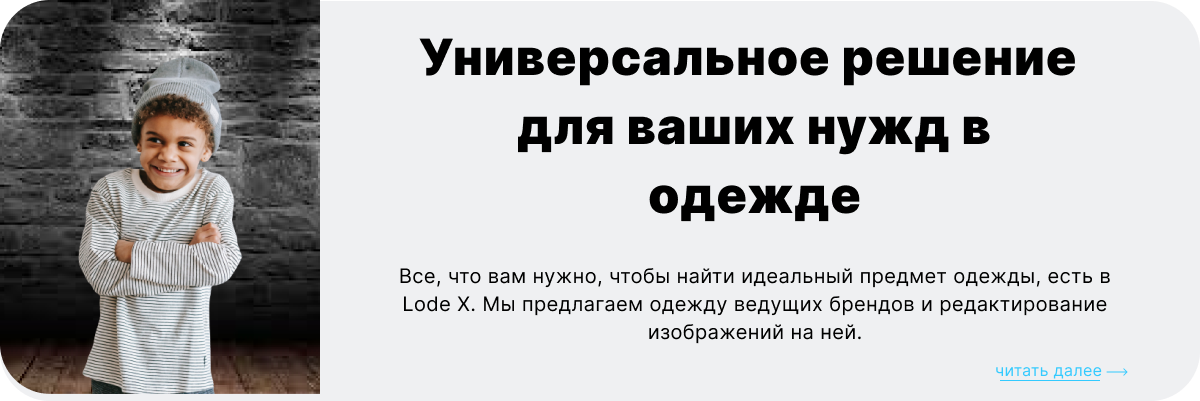 Универсальное решение
для ваших нужд в
одежде
Все, что вам нужно, чтобы найти идеальный предмет одежды, есть в
Lode X. Мы предлагаем одежду ведущих брендов и редактирование
изображений на ней.
читать далее →